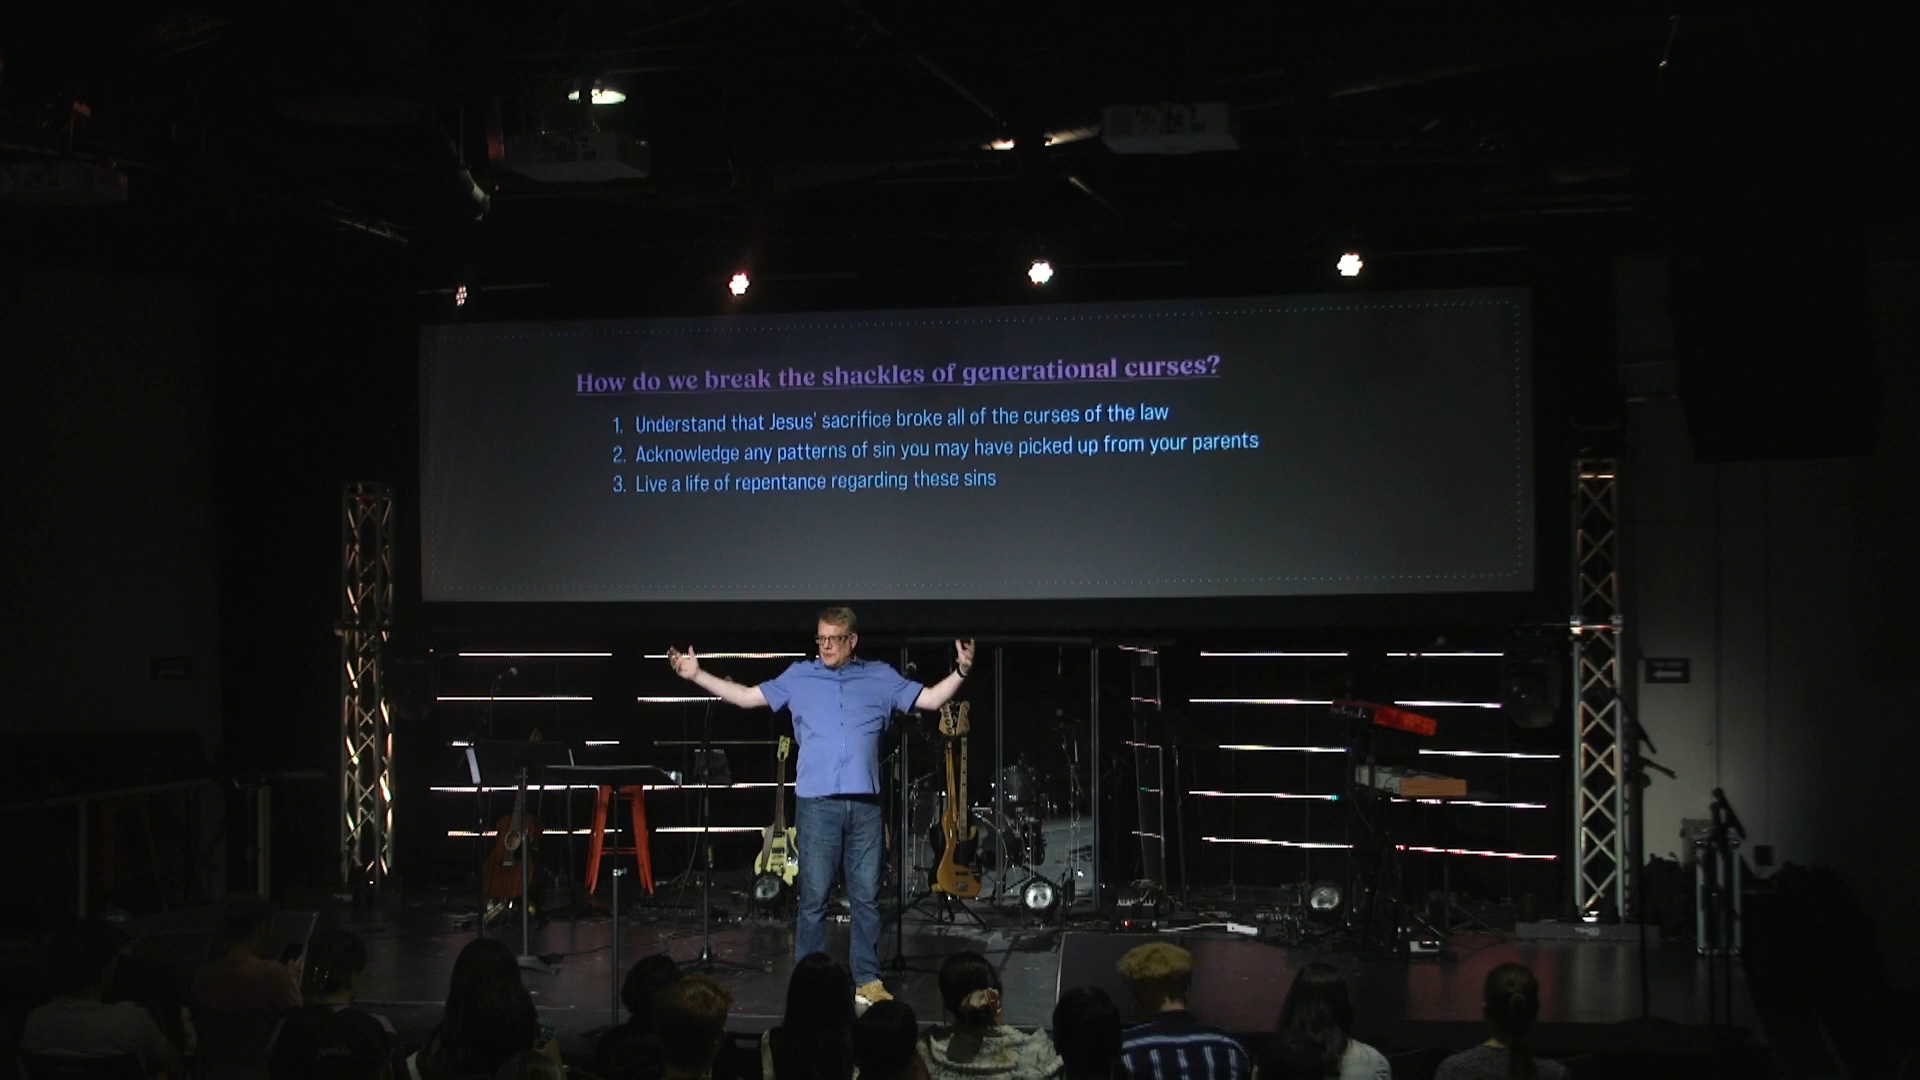 How do we break the shackles of generational curses?
1. Understand that Jesus' sacrifice broke all of the curses of the law
2. Acknowledge any patterns of sin you may have picked up from your parents
3. Live a life of repentance regarding these sins